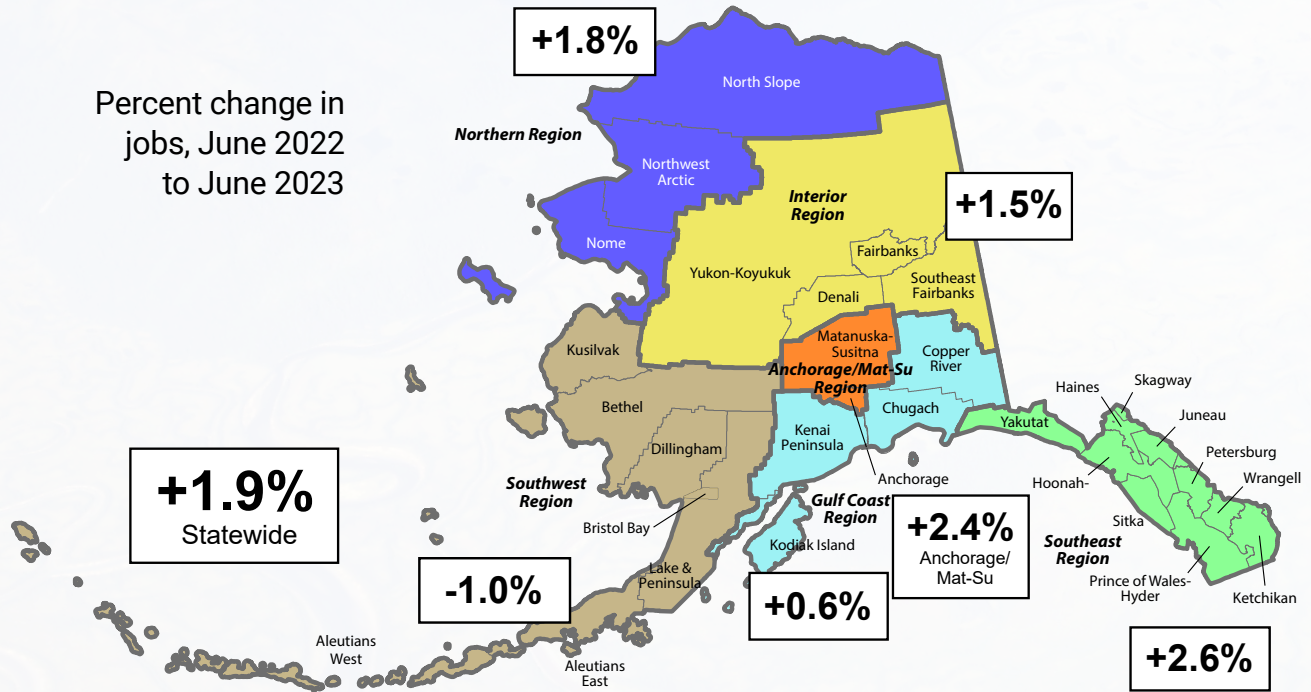 Percent change in
jobs, June 2022
to June 2023
+1.8%
North Slope
Northern Region
Northwest
Arctic
Nome
Interior
Region
+1.5%
Fairbanks
Yukon-Koyukuk
Southeast
Fairbanks
Denali
Matanuska-
Susitna
Anchorage/Mat-Su
Region
Copper
River
Kusilvak
Bethel
Dillingham
Kenai
Peninsula
Chugach
Yakutat
Haines
Skagway
Juneau
Petersburg
Wrangell
Hoonah-
Sitka
Southeast
Region
Prince of Wales-
Hyder
Ketchikan
+2.6%
Anchorage
+2.4%
Anchorage/
Mat-Su
Gulf Coast
Region
Kodiak Island
+0.6%
Southwest
Region
Bristol Bay
Lake &
Peninsula
-1.0%
+1.9%
Statewide
Aleutians
West
Aleutians
East